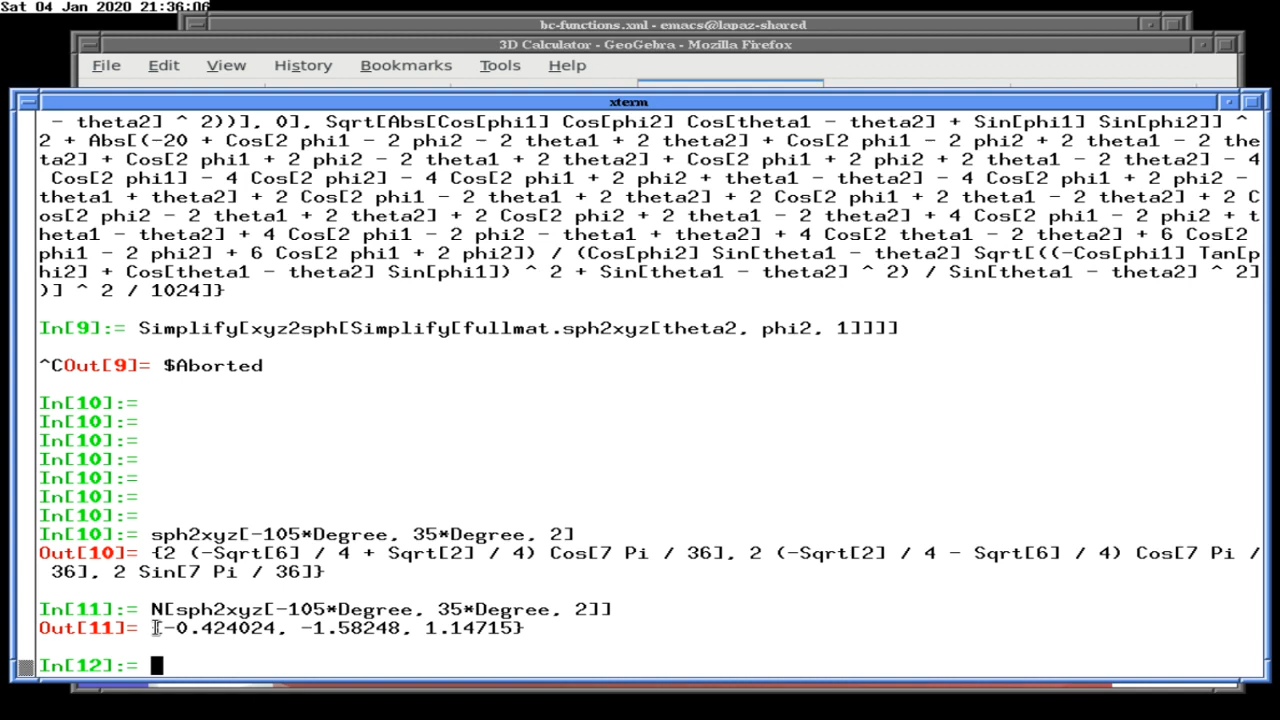 Sat 04 Jan 2020 21:36:06
bc-functions.xml - emacs@lapaz-shared
3D Calculator - GeoGebra - Mozilla Firefox
File Edit View History Bookmarks Tools Help
xterm
- theta2] ^ 2))], 0], Sqrt[Abs[Cos[phi1] Cos[phi2] Cos[theta1 - theta2] + Sin[phi1] Sin[phi2]] ^
2 + Abs[(-20 + Cos[2 phi1 - 2 phi2 - 2 theta1 + 2 theta2] + Cos[2 phi1 - 2 phi2 + 2 theta1 - 2 the
ta2] + Cos[2 phi1 + 2 phi2 - 2 theta1 + 2 theta2] + Cos[2 phi1 + 2 phi2 + 2 theta1 - 2 theta2] - 4
Cos[2 phi1] - 4 Cos[2 phi2] - 4 Cos[2 phi1 + 2 phi2 + theta1 - theta2] - 4 Cos[2 phi1 + 2 phi2 -
theta1 + theta2] + 2 Cos[2 phi1 - 2 theta1 + 2 theta2] + 2 Cos[2 phi1 + 2 theta1 - 2 theta2] + 2 C
os[2 phi2 - 2 theta1 + 2 theta2] + 2 Cos[2 phi2 + 2 theta1 - 2 theta2] + 4 Cos[2 phi1 - 2 phi2 + t
heta1 - theta2] + 4 Cos[2 phi1 - 2 phi2 - theta1 + theta2] + 4 Cos[2 theta1 - 2 theta2] + 6 Cos[2
phi1 - 2 phi2] + 6 Cos[2 phi1 + 2 phi2]) / (Cos[phi2] Sin[theta1 - theta2] Sqrt[((-Cos[phi1] Tan[p
hi2] + Cos[theta1 - theta2] Sin[phi1]) ^ 2 + Sin[theta1 - theta2] ^ 2) / Sin[theta1 - theta2] ^ 2]
)] ^ 2 / 1024]}
In[9]:= Simplify[xyz2sph[Simplify[fullmat.sph2xyz[theta2, phi2, 1]]]]
^COut[9]= $Aborted
In[10]:=
In[10]:=
In[10]:=
In[10]:=
In[10]:=
In[10]:=
In[10]:=
In[10]:= sph2xyz[-105*Degree, 35*Degree, 2]
Out[10]= {2 (-Sqrt[6] / 4 + Sqrt[2] / 4) Cos[7 Pi / 36], 2 (-Sqrt[2] / 4 - Sqrt[6] / 4) Cos[7 Pi /
36], 2 Sin[7 Pi / 36]}
In[11]:= N[sph2xyz[-105*Degree, 35*Degree, 2]]
Out[11]= {-0.424024, -1.58248, 1.14715}
In[12]:=